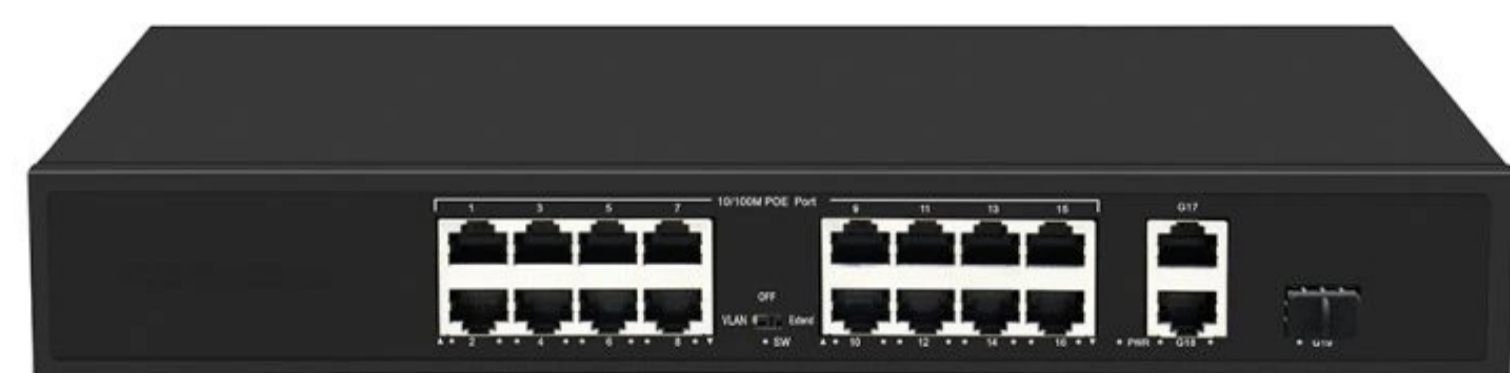 10/100M POE Port
1 3 5 7 9 11 13 15 G17
OFF
VLAN Extend
2 4 6 8 SW 10 12 14 16 PWR G18 G19